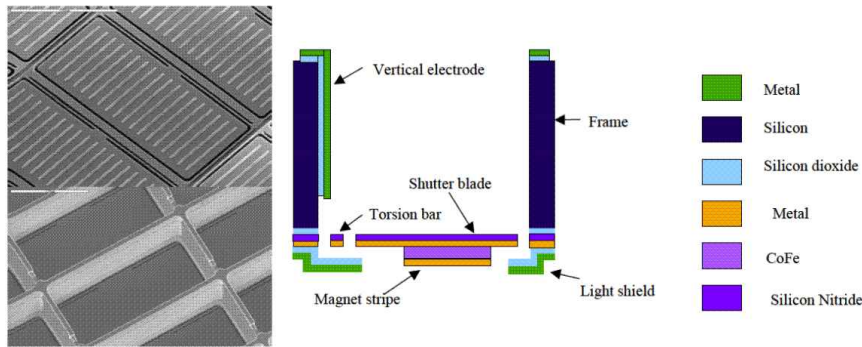 Vertical electrode
Frame
Shutter blade
Torsion bar
Magnet stripe
Light shield
Metal
Silicon
Silicon dioxide
Metal
CoFe
Silicon Nitride